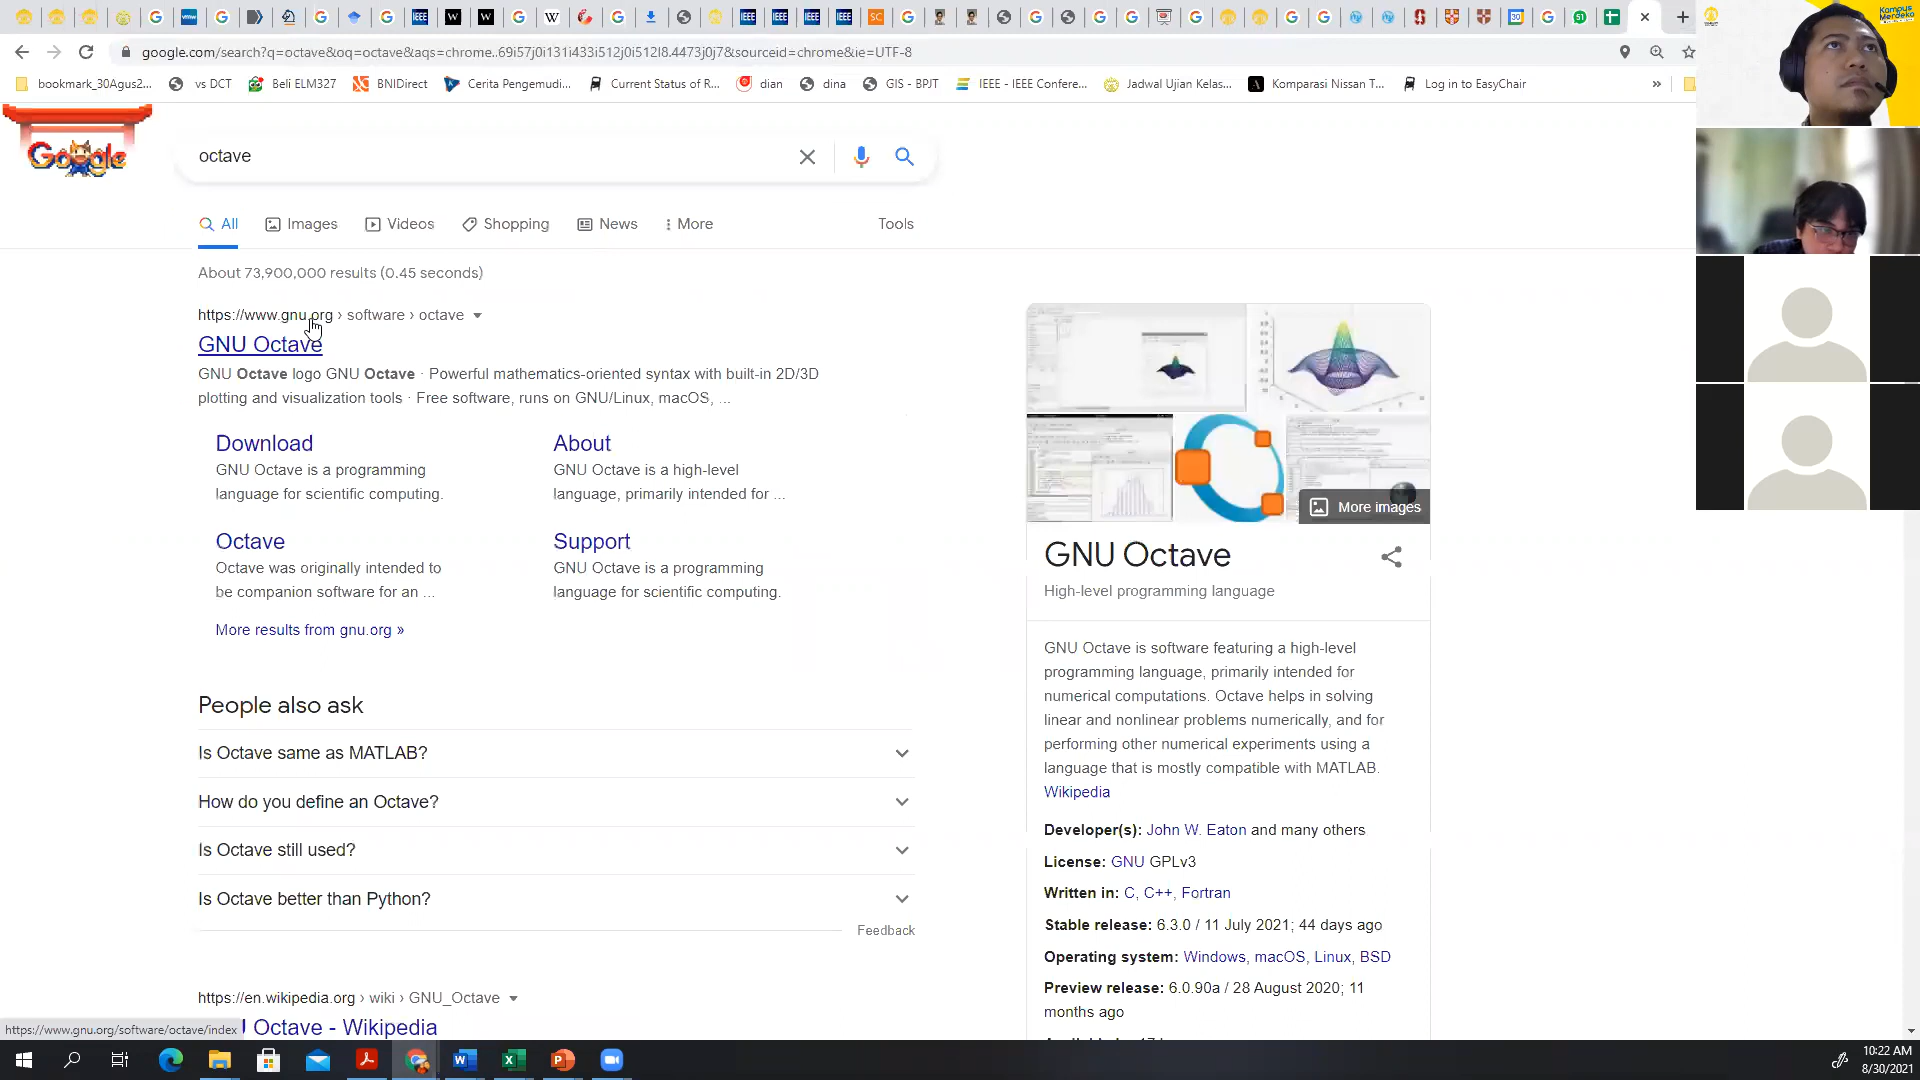 google.com/search?q=octave&oq=octave&aqs=chrome..69i57j0i131i433i512j0i512l8.4473j0j7&sourceid=chrome&ie=UTF-8
bookmark_30Agus2...
vs DCT
Beli ELM327
BNIDirect
Cerita Pengemudi...
Current Status of R...
dian
dina
GIS - BPJT
IEEE - IEEE Confere...
Jadwal Ujian Kelas...
Komparasi Nissan T...
Log in to EasyChair
»
Kampus
Merdeka
Google
octave
All
Images
Videos
Shopping
News
More
Tools
About 73,900,000 results (0.45 seconds)
https://www.gnu.org › software › octave
GNU Octave
GNU Octave logo GNU Octave · Powerful mathematics-oriented syntax with built-in 2D/3D
plotting and visualization tools · Free software, runs on GNU/Linux, macOS, ...
Download
GNU Octave is a programming
language for scientific computing.
About
GNU Octave is a high-level
language, primarily intended for ...
Octave
Octave was originally intended to
be companion software for an ...
Support
GNU Octave is a programming
language for scientific computing.
More results from gnu.org »
People also ask
Is Octave same as MATLAB?
How do you define an Octave?
Is Octave still used?
Is Octave better than Python?
Feedback
https://en.wikipedia.org › wiki › GNU_Octave
Octave - Wikipedia
https://www.gnu.org/software/octave/index
More images
GNU Octave
High-level programming language
GNU Octave is software featuring a high-level
programming language, primarily intended for
numerical computations. Octave helps in solving
linear and nonlinear problems numerically, and for
performing other numerical experiments using a
language that is mostly compatible with MATLAB.
Wikipedia
Developer(s): John W. Eaton and many others
License: GNU GPLv3
Written in: C, C++, Fortran
Stable release: 6.3.0 / 11 July 2021; 44 days ago
Operating system: Windows, macOS, Linux, BSD
Preview release: 6.0.90a / 28 August 2020; 11
months ago
10:22 AM
8/30/2021